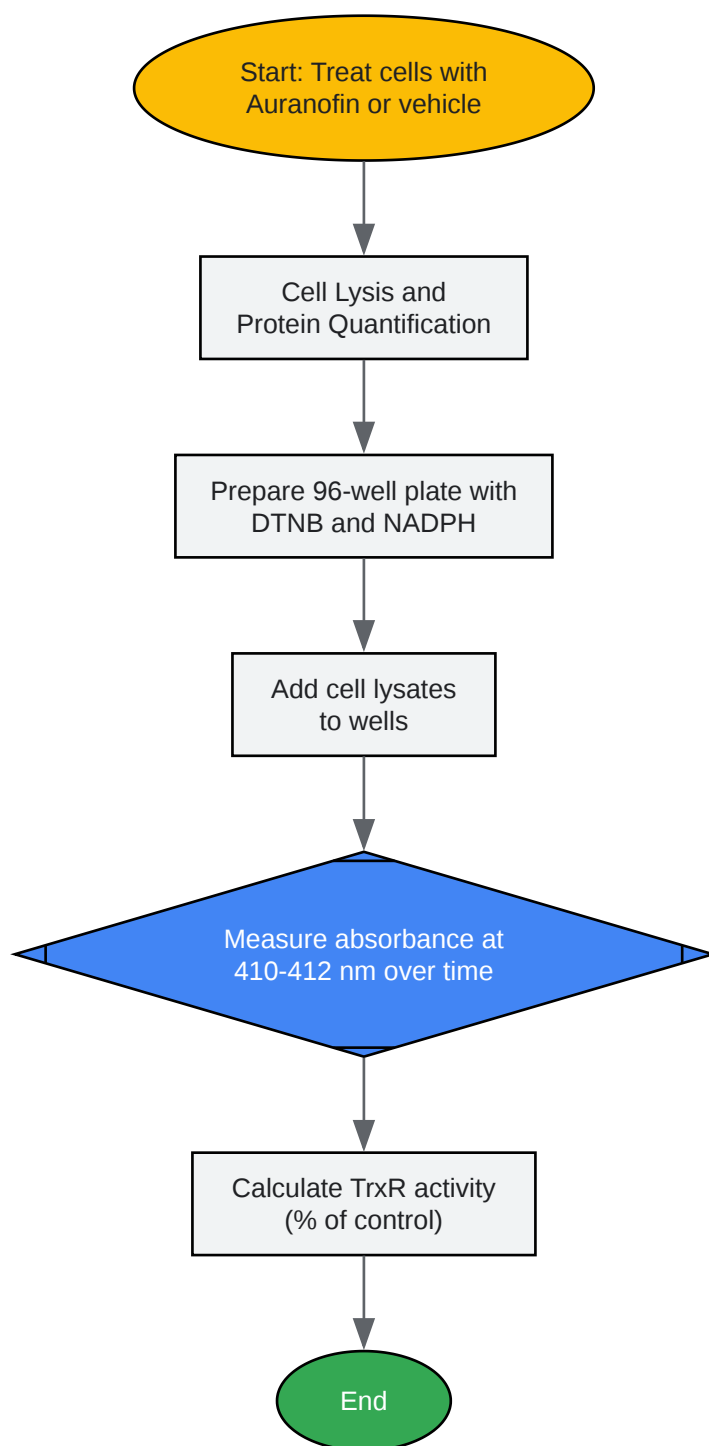 Start: Treat cells with
Auranofin or vehicle
Cell Lysis and
Protein Quantification
Prepare 96-well plate with
DTNB and NADPH
Add cell lysates
to wells
Measure absorbance at
410-412 nm over time
Calculate TrxR activity
(% of control)
End